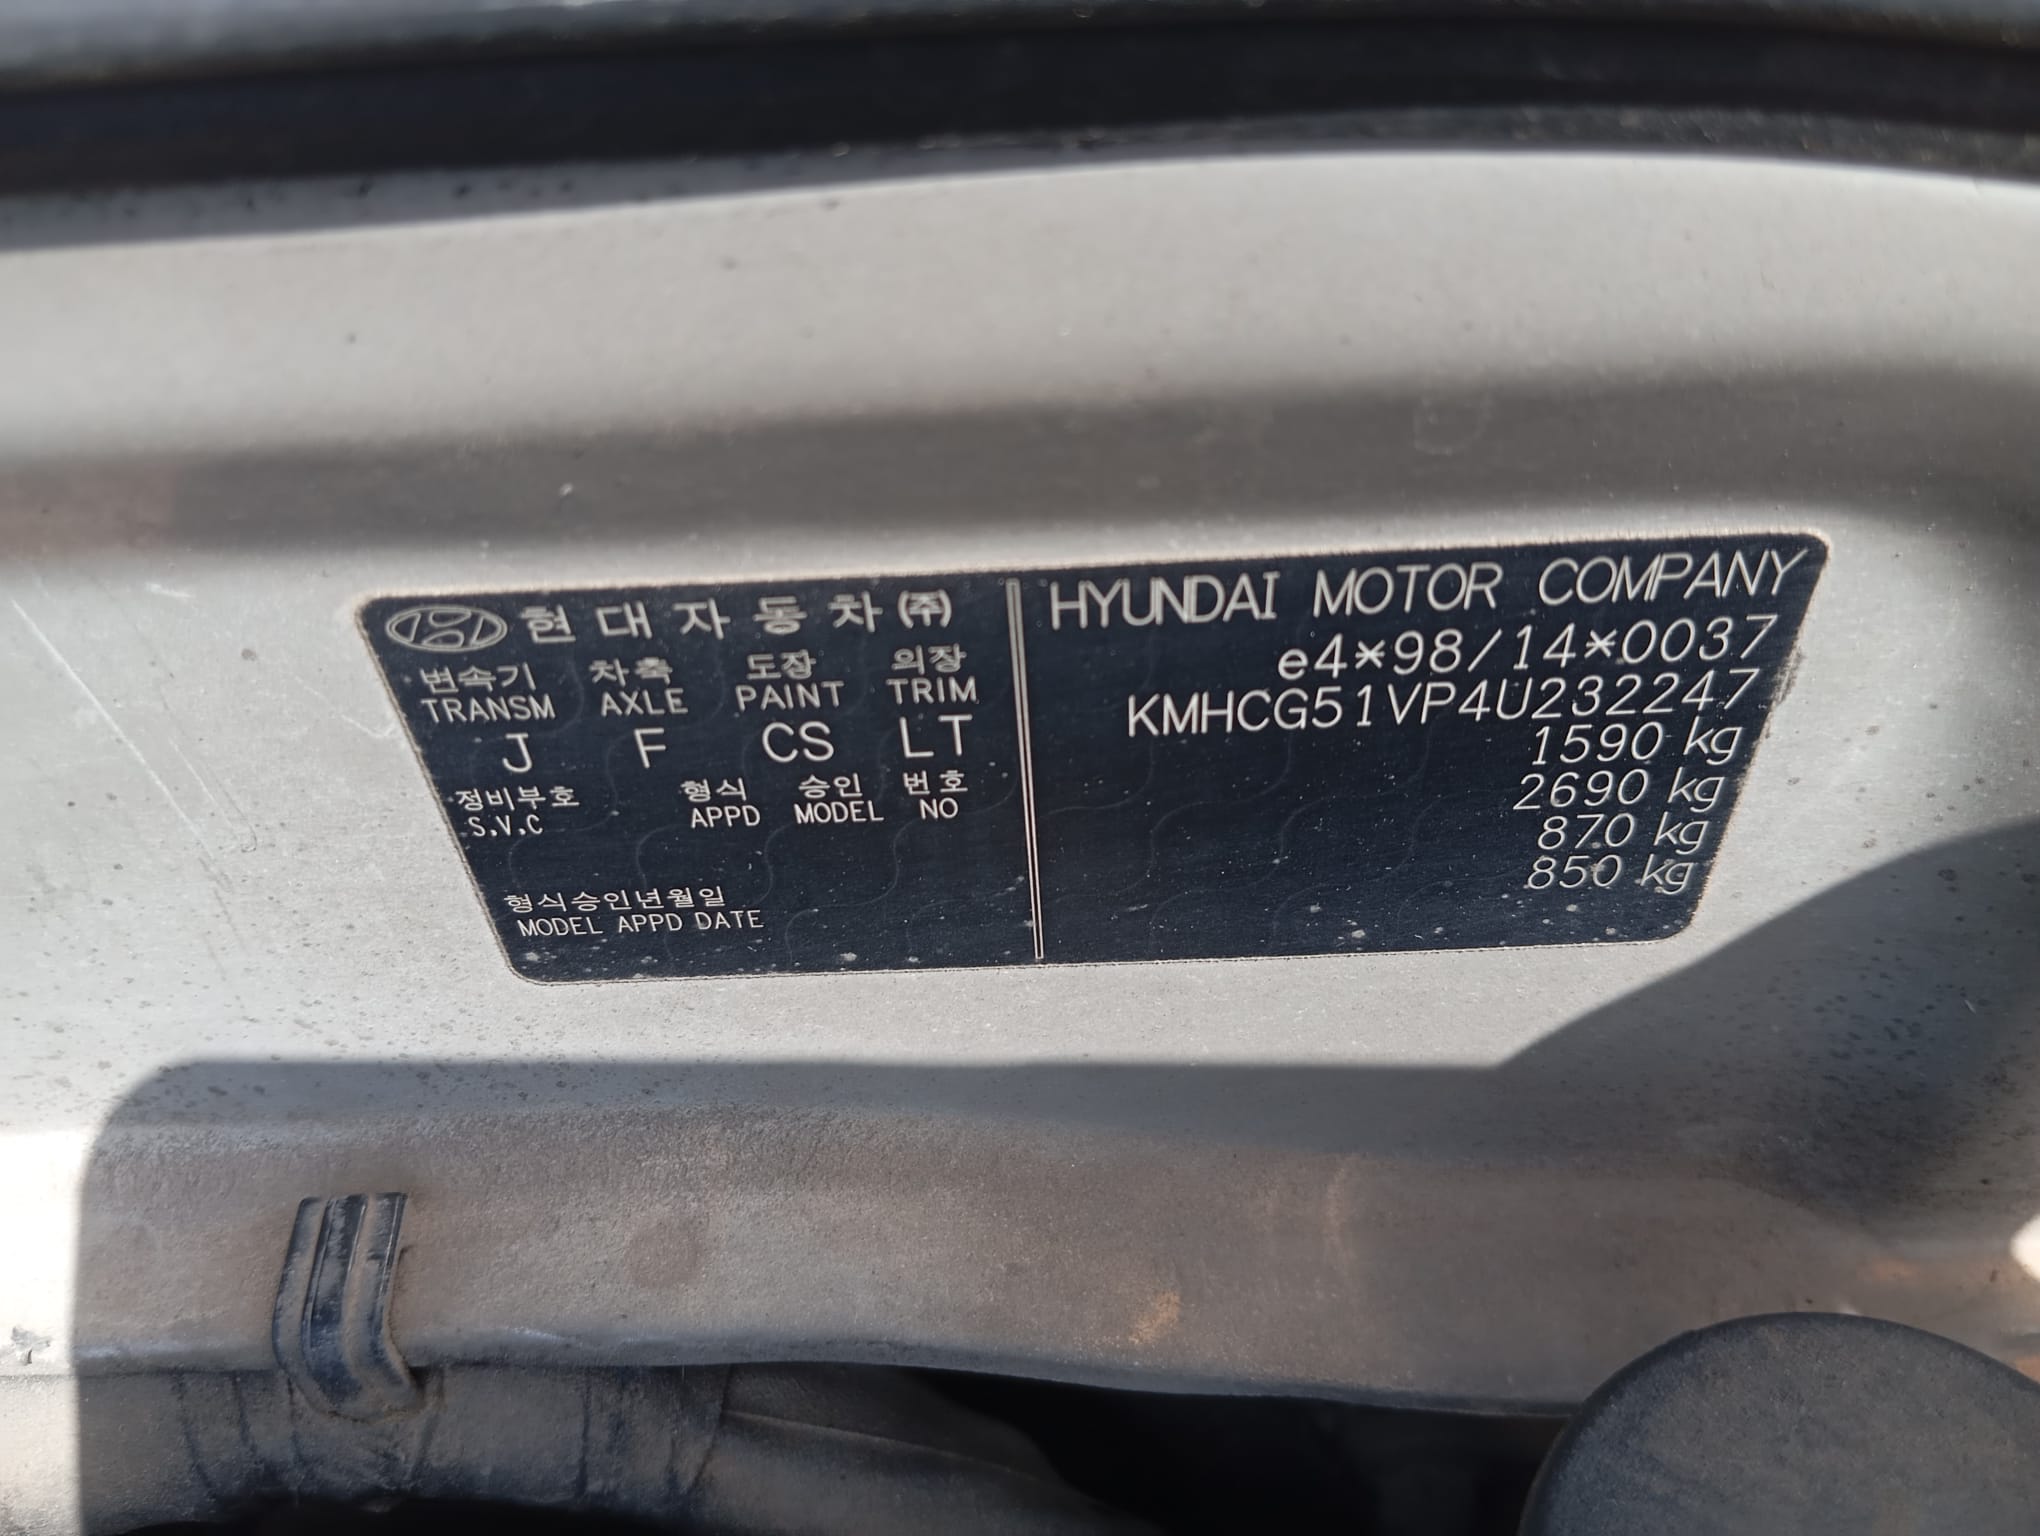 현대자동차(주)
변속기 차축 도장 의장
TRANSM AXLE PAINT TRIM
J F CS LT
정비부호 형식 승인 번호
S.V.C APPD MODEL NO
형식승인년월일
MODEL APPD DATE
HYUNDAI MOTOR COMPANY
e4*98/14*0037
KMHCG51VP4U232247
1590 kg
2690 kg
870 kg
850 kg